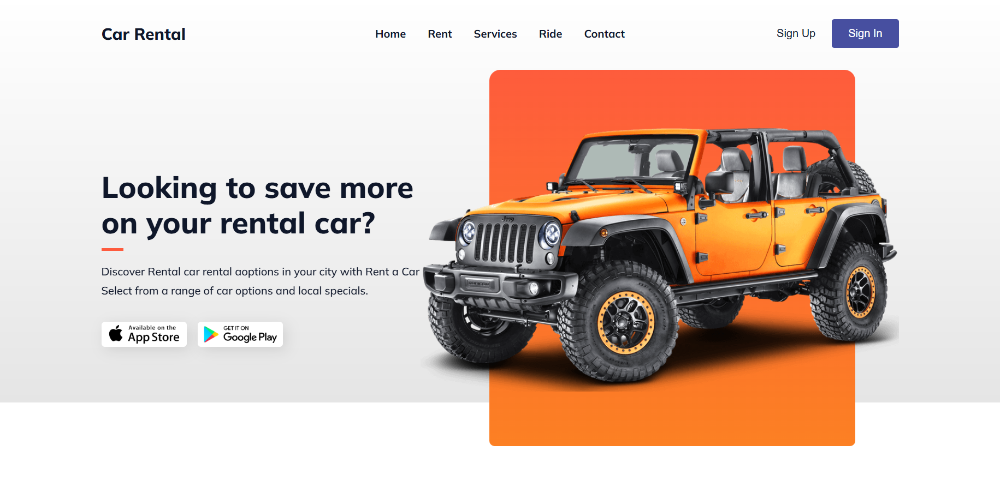 Car Rental
Home
Rent
Services
Ride
Contact
Sign Up
Sign In
Looking to save more
on your rental car?
Discover Rental car rental aoptions in your city with Rent a Car
Select from a range of car options and local specials.
Available on the
App Store
GET IT ON
Google Play
Jeep
RUBICON